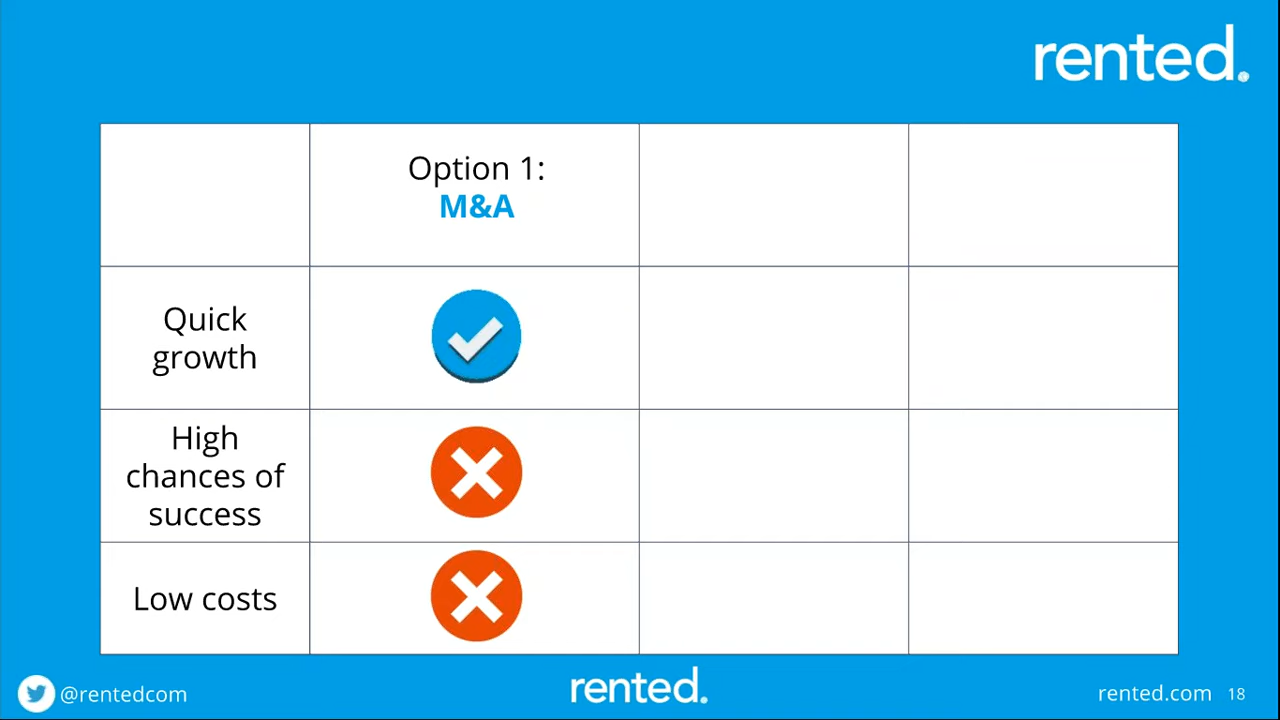 rented.
Option 1:
M&A
Quick
growth
High
chances of
success
Low costs
@rentedcom
rented.
rented.com 18